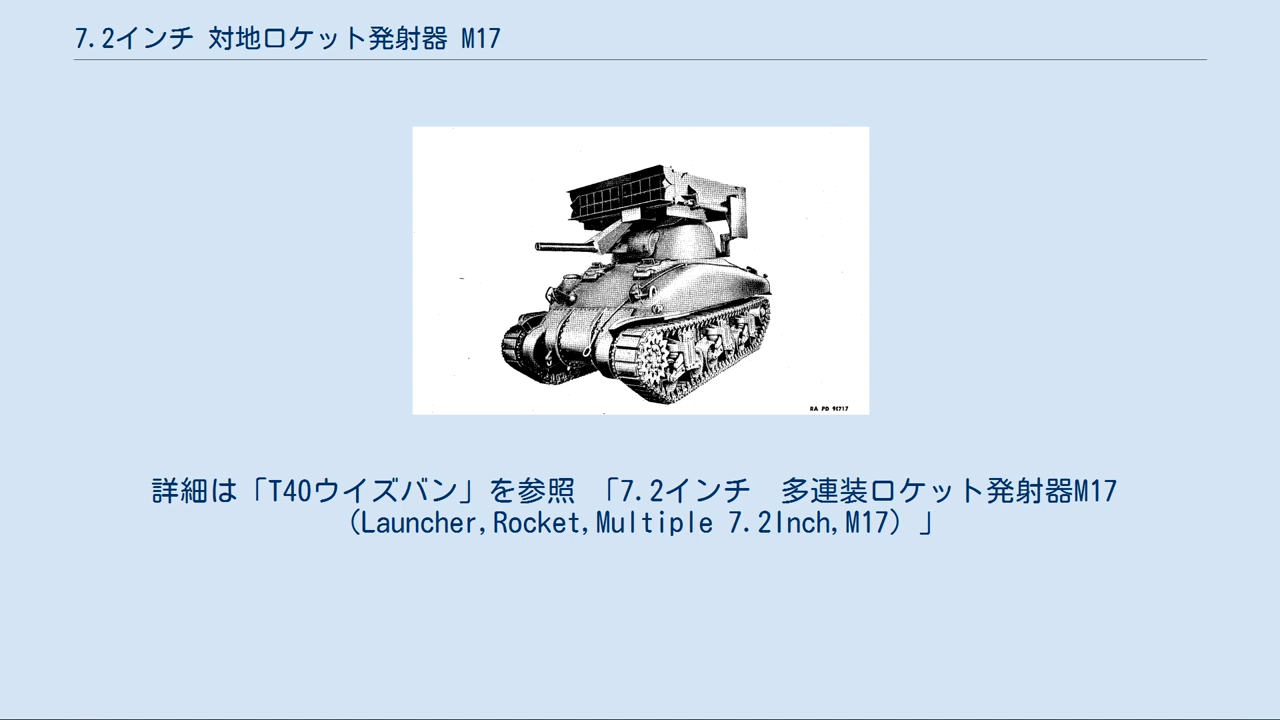 7.2インチ 対地ロケット発射器 M17
RA PD 91717
詳細は「T40ウイズバン」を参照 「7.2インチ　多連装ロケット発射器M17
（Launcher,Rocket,Multiple 7.2Inch,M17）」